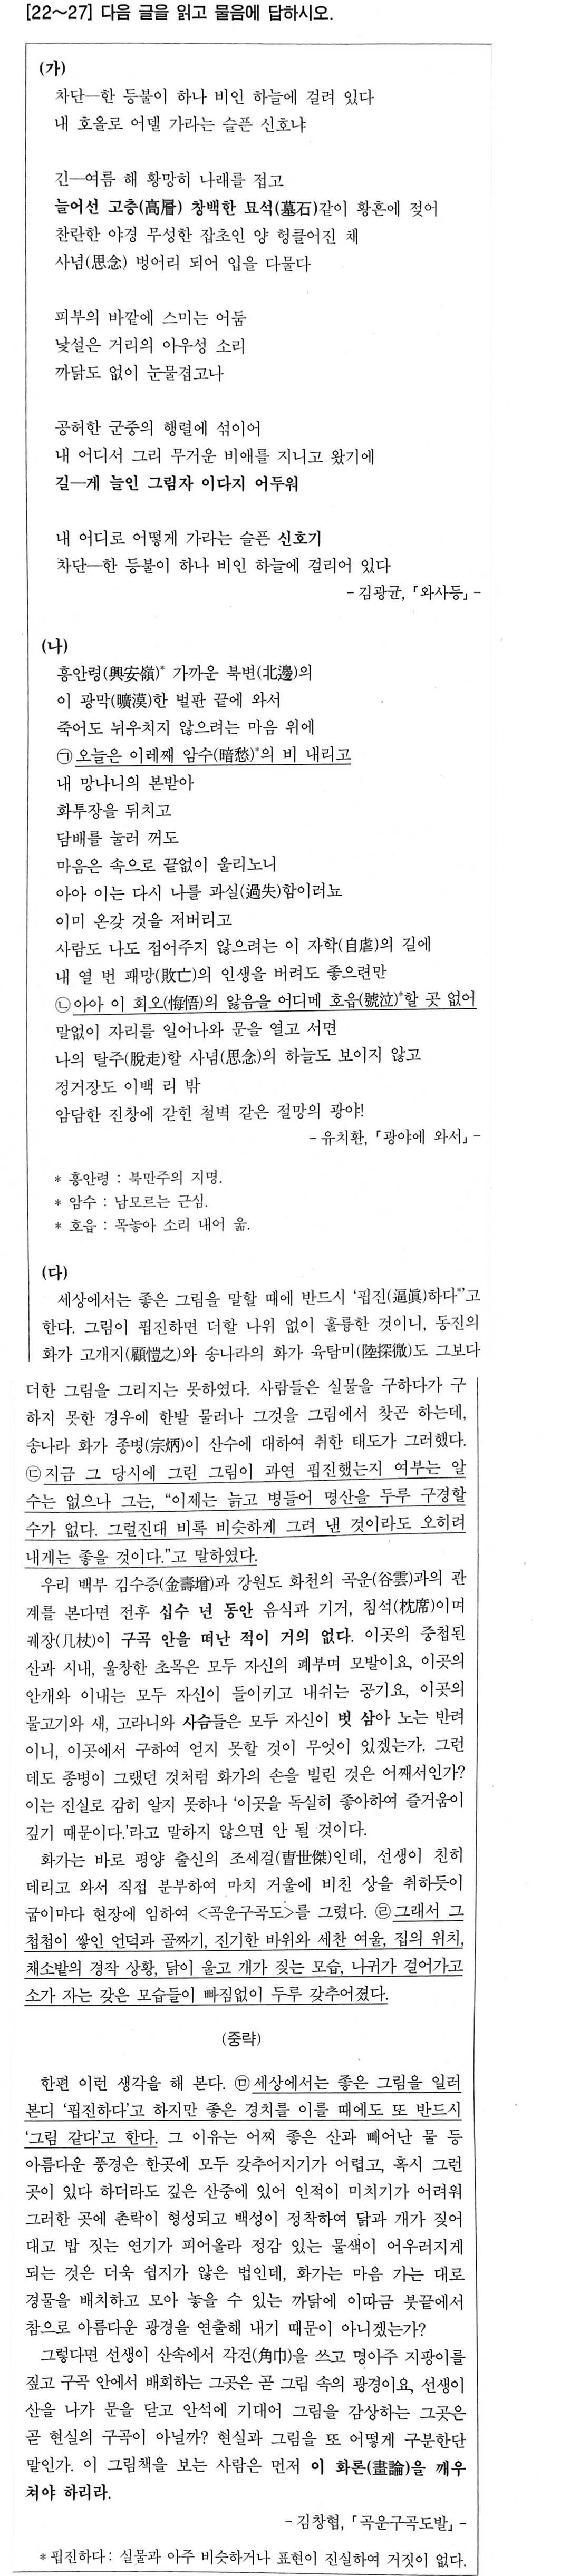 [22~27] 다음 글을 읽고 물음에 답하시오.
(가)
차단―한 등불이 하나 비인 하늘에 걸려 있다
내 호올로 어델 가라는 슬픈 신호냐
긴―여름 해 황망히 나래를 접고
늘어선 고층(高層) 창백한 묘석(墓石)같이 황혼에 젖어
찬란한 야경 무성한 잡초인 양 헝클어진 채
사념(思念) 벙어리 되어 입을 다물다
피부의 바깥에 스미는 어둠
낯설은 거리의 아우성 소리
까닭도 없이 눈물겹고나
공허한 군중의 행렬에 섞이어
내 어디서 그리 무거운 비애를 지니고 왔기에
길―게 늘인 그림자 이다지 어두워
내 어디로 어떻게 가라는 슬픈 신호기
차단―한 등불이 하나 비인 하늘에 걸리어 있다
- 김광균, 「와사등」 -
(나)
흥안령(興安嶺)* 가까운 북변(北邊)의
이 광막(曠漠)한 벌판 끝에 와서
죽어도 뉘우치지 않으려는 마음 위에
㉠ 오늘은 이레째 암수(暗愁)*의 비 내리고
내 망나니의 본받아
화투장을 뒤치고
담배를 눌러 꺼도
마음은 속으로 끝없이 울리노니
아아 이는 다시 나를 과실(過失)함이러뇨
이미 온갖 것을 저버리고
사람도 나도 접어주지 않으려는 이 자학(自虐)의 길에
내 열 번 패망(敗亡)의 인생을 버려도 좋으련만
㉡ 아아 이 회오(悔悟)의 앓음을 어디메 호읍(號泣)*할 곳 없어
말없이 자리를 일어나와 문을 열고 서면
나의 탈주(脫走)할 사념(思念)의 하늘도 보이지 않고
정거장도 이백 리 밖
암담한 진창에 갇힌 철벽 같은 절망의 광야!
- 유치환, 「광야에 와서」 -
* 흥안령 : 북만주의 지명.
* 암수 : 남모르는 근심.
* 호읍 : 목놓아 소리 내어 욺.
(다)
세상에서는 좋은 그림을 말할 때에 반드시 ‘핍진(逼眞)하다*’고
한다. 그림이 핍진하면 더할 나위 없이 훌륭한 것이니, 동진의
화가 고개지(顧愷之)와 송나라의 화가 육탐미(陸探微)도 그보다
더한 그림을 그리지는 못하였다. 사람들은 실물을 구하다가 구
하지 못한 경우에 한발 물러나 그것을 그림에서 찾곤 하는데,
송나라 화가 종병(宗炳)이 산수에 대하여 취한 태도가 그러했다.
㉢ 지금 그 당시에 그린 그림이 과연 핍진했는지 여부는 알
수는 없으나 그는, “이제는 늙고 병들어 명산을 두루 구경할
수가 없다. 그럴진대 비록 비슷하게 그려 낸 것이라도 오히려
내게는 좋을 것이다.”고 말하였다.
우리 백부 김수증(金壽增)과 강원도 화천의 곡운(谷雲)과의 관
계를 본다면 전후 십수 년 동안 음식과 기거, 침석(枕席)이며
궤장(几杖)이 구곡 안을 떠난 적이 거의 없다. 이곳의 중첩된
산과 시내, 울창한 초목은 모두 자신의 폐부며 모발이요, 이곳의
안개와 이내는 모두 자신이 들이키고 내쉬는 공기요, 이곳의
물고기와 새, 고라니와 사슴들은 모두 자신이 벗 삼아 노는 반려
이니, 이곳에서 구하여 얻지 못할 것이 무엇이 있겠는가. 그런
데도 종병이 그랬던 것처럼 화가의 손을 빌린 것은 어째서인가?
이는 진실로 감히 알지 못하나 ‘이곳을 독실히 좋아하여 즐거움이
깊기 때문이다.’라고 말하지 않으면 안 될 것이다.
화가는 바로 평양 출신의 조세걸(曺世傑)인데, 선생이 친히
데리고 와서 직접 분부하여 마치 거울에 비친 상을 취하듯이
굽이마다 현장에 임하여 <곡운구곡도>를 그렸다. ㉣ 그래서 그
첩첩이 쌓인 언덕과 골짜기, 진기한 바위와 세찬 여울, 집의 위치,
채소밭의 경작 상황, 닭이 울고 개가 짖는 모습, 나귀가 걸어가고
소가 자는 갖은 모습들이 빠짐없이 두루 갖추어졌다.
(중략)
한편 이런 생각을 해 본다. ㉤ 세상에서는 좋은 그림을 일러
본디 ‘핍진하다’고 하지만 좋은 경치를 이를 때에도 또 반드시
‘그림 같다’고 한다. 그 이유는 어찌 좋은 산과 빼어난 물 등
아름다운 풍경은 한곳에 모두 갖추어지기가 어렵고, 혹시 그런
곳이 있다 하더라도 깊은 산중에 있어 인적이 미치기가 어려워
그러한 곳에 촌락이 형성되고 백성이 정착하여 닭과 개가 짖어
대고 밥 짓는 연기가 피어올라 정감 있는 물색이 어우러지게
되는 것은 더욱 쉽지가 않은 법인데, 화가는 마음 가는 대로
경물을 배치하고 모아 놓을 수 있는 까닭에 이따금 붓끝에서
참으로 아름다운 광경을 연출해 내기 때문이 아니겠는가?
그렇다면 선생이 산속에서 각건(角巾)을 쓰고 명아주 지팡이를
짚고 구곡 안에서 배회하는 그곳은 곧 그림 속의 광경이요, 선생이
산을 나가 문을 닫고 안석에 기대어 그림을 감상하는 그곳은
곧 현실의 구곡이 아닐까? 현실과 그림을 또 어떻게 구분한단
말인가. 이 그림책을 보는 사람은 먼저 이 화론(畫論)을 깨우
쳐야 하리라.
- 김창협, 「곡운구곡도발」 -
* 핍진하다 : 실물과 아주 비슷하거나 표현이 진실하여 거짓이 없다.